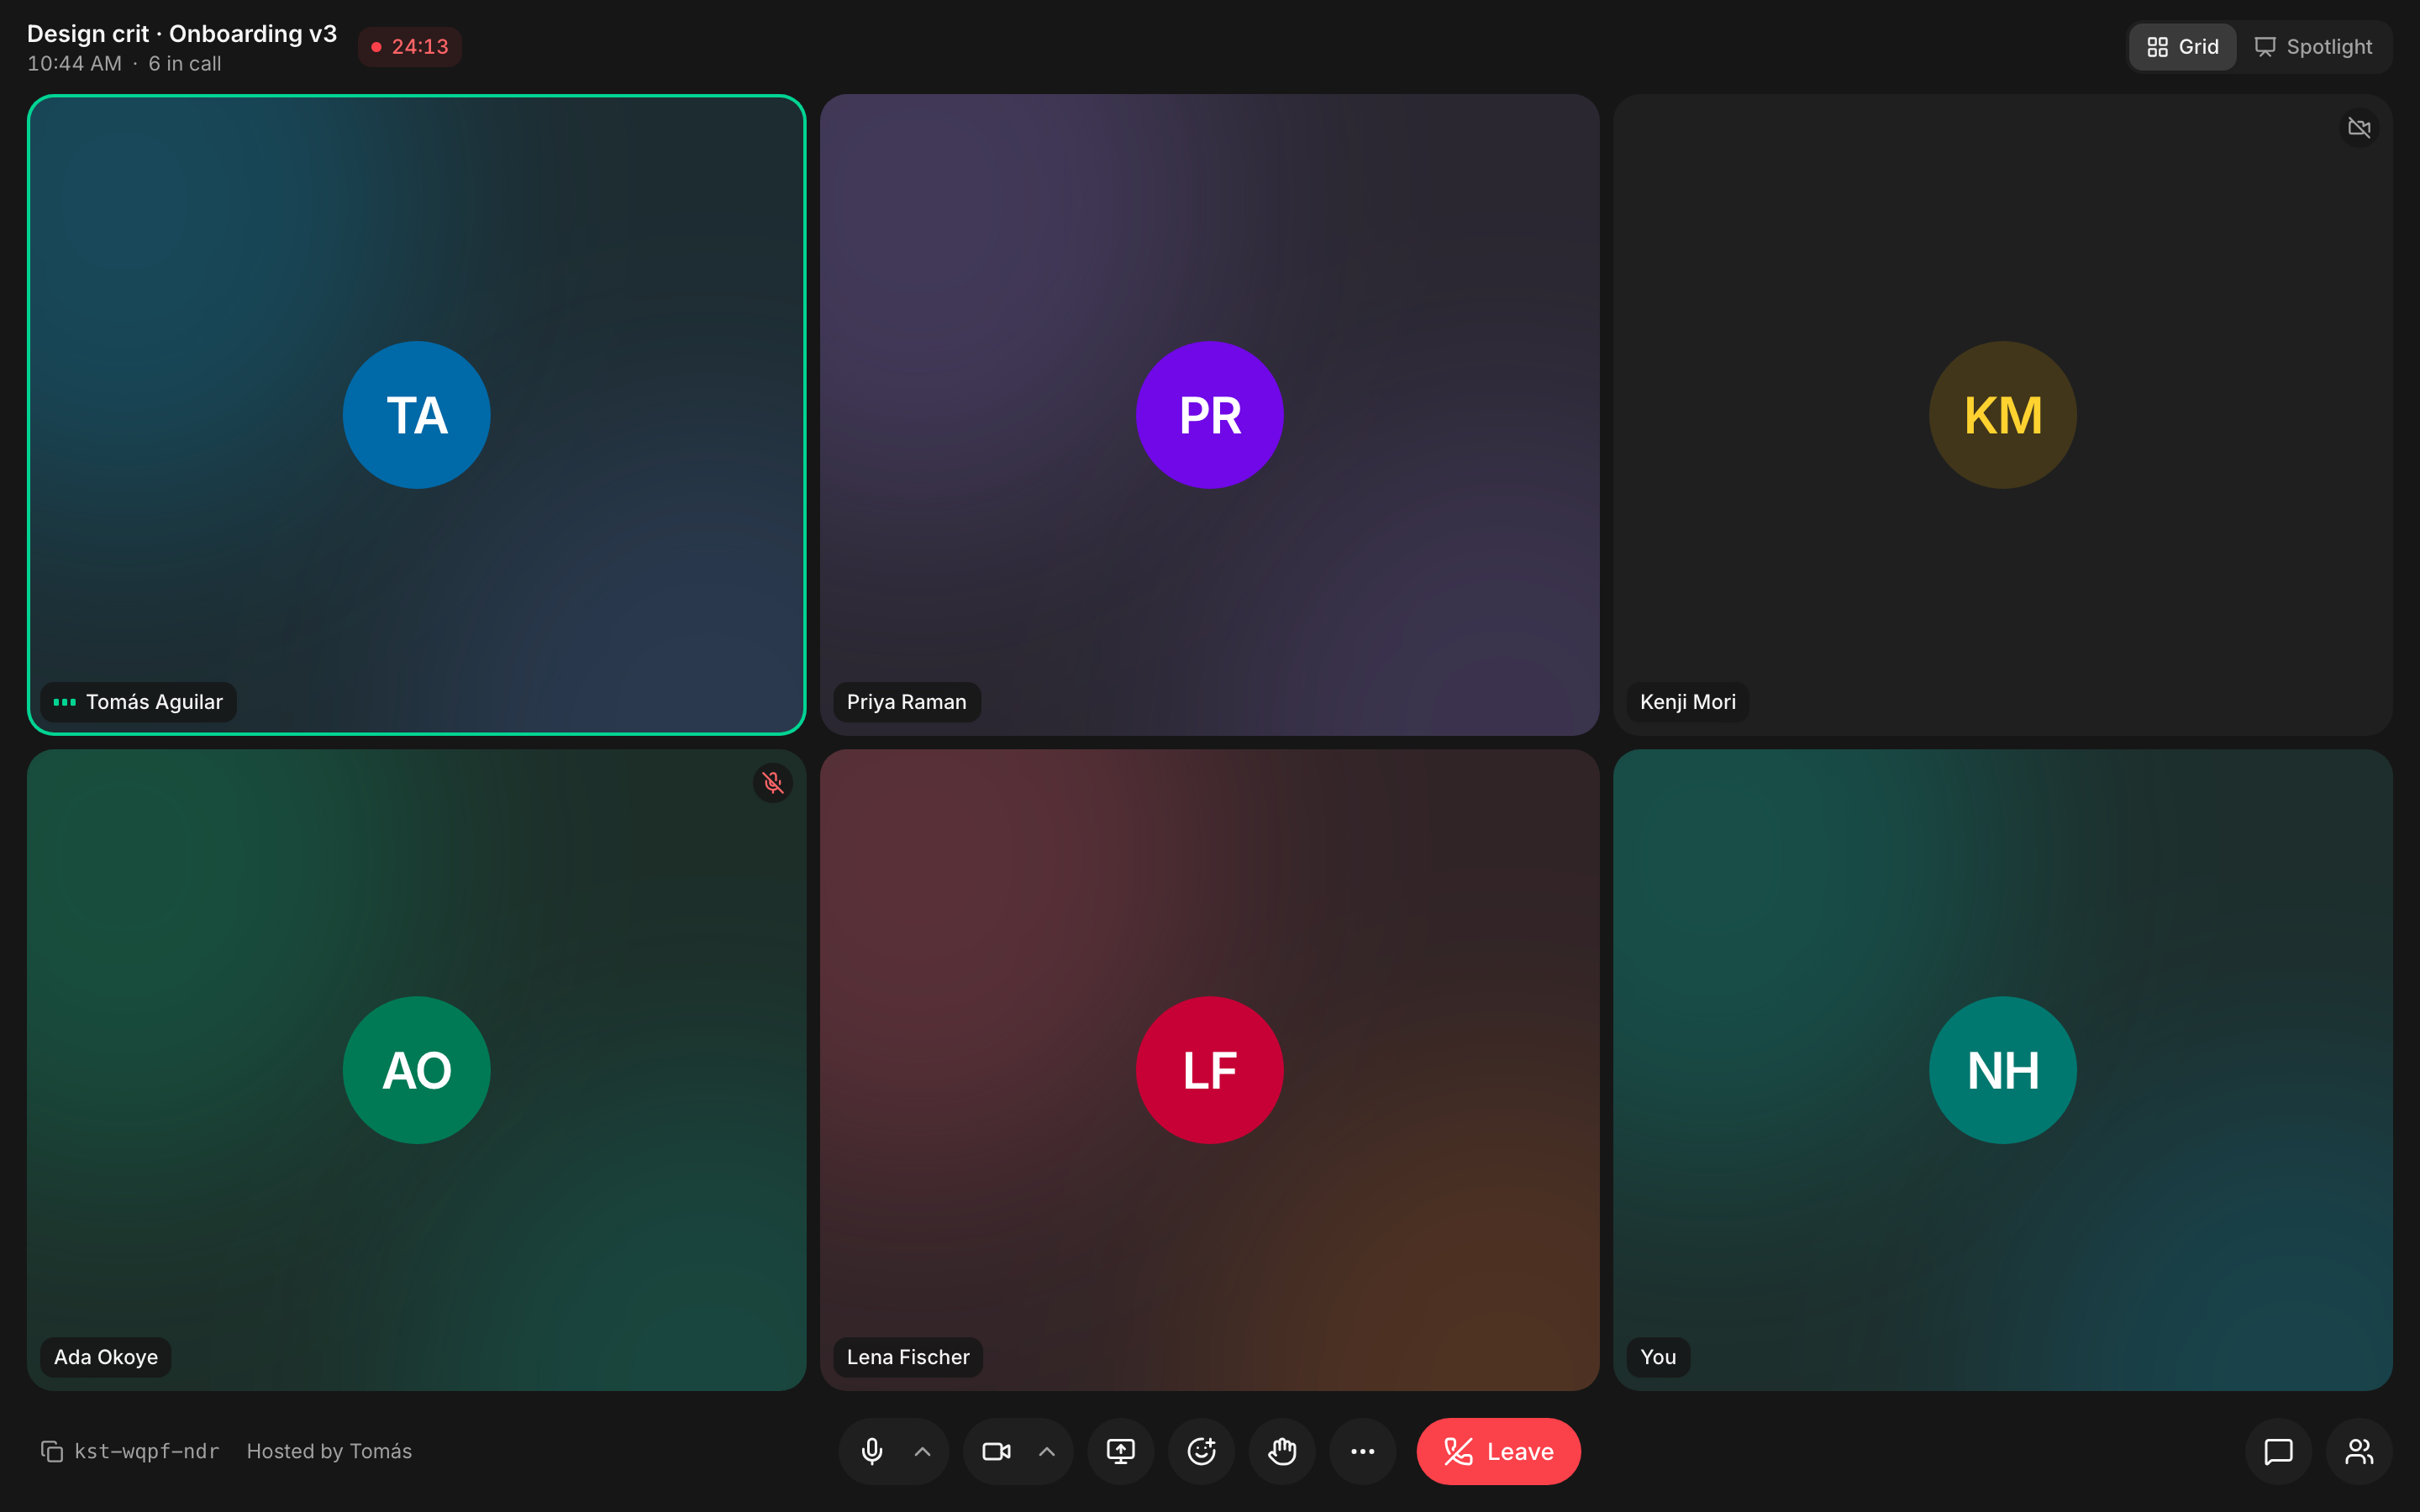 Design crit · Onboarding v3
10:44 AM · 6 in call
24:13
Grid
Spotlight
TA
Tomás Aguilar
PR
Priya Raman
KM
Kenji Mori
AO
Ada Okoye
LF
Lena Fischer
NH
You
kst-wqpf-ndr
Hosted by Tomás
Leave